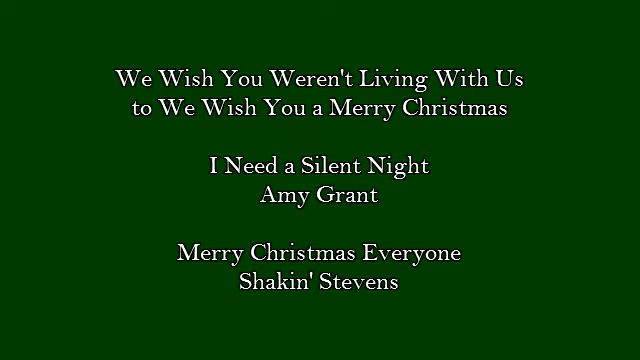 We Wish You Weren't Living With Us
to We Wish You a Merry Christmas
I Need a Silent Night
Amy Grant
Merry Christmas Everyone
Shakin' Stevens